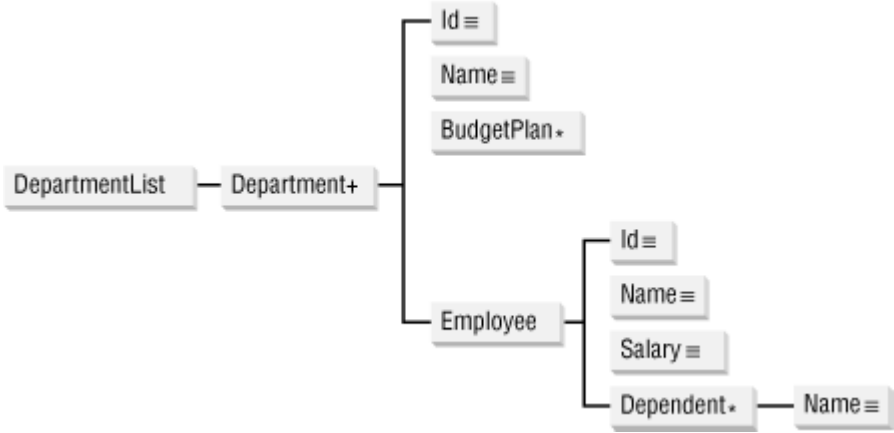 Id ≡
Name ≡
BudgetPlan *
DepartmentList
Department+
Id ≡
Name ≡
Employee
Salary ≡
Dependent *
Name ≡